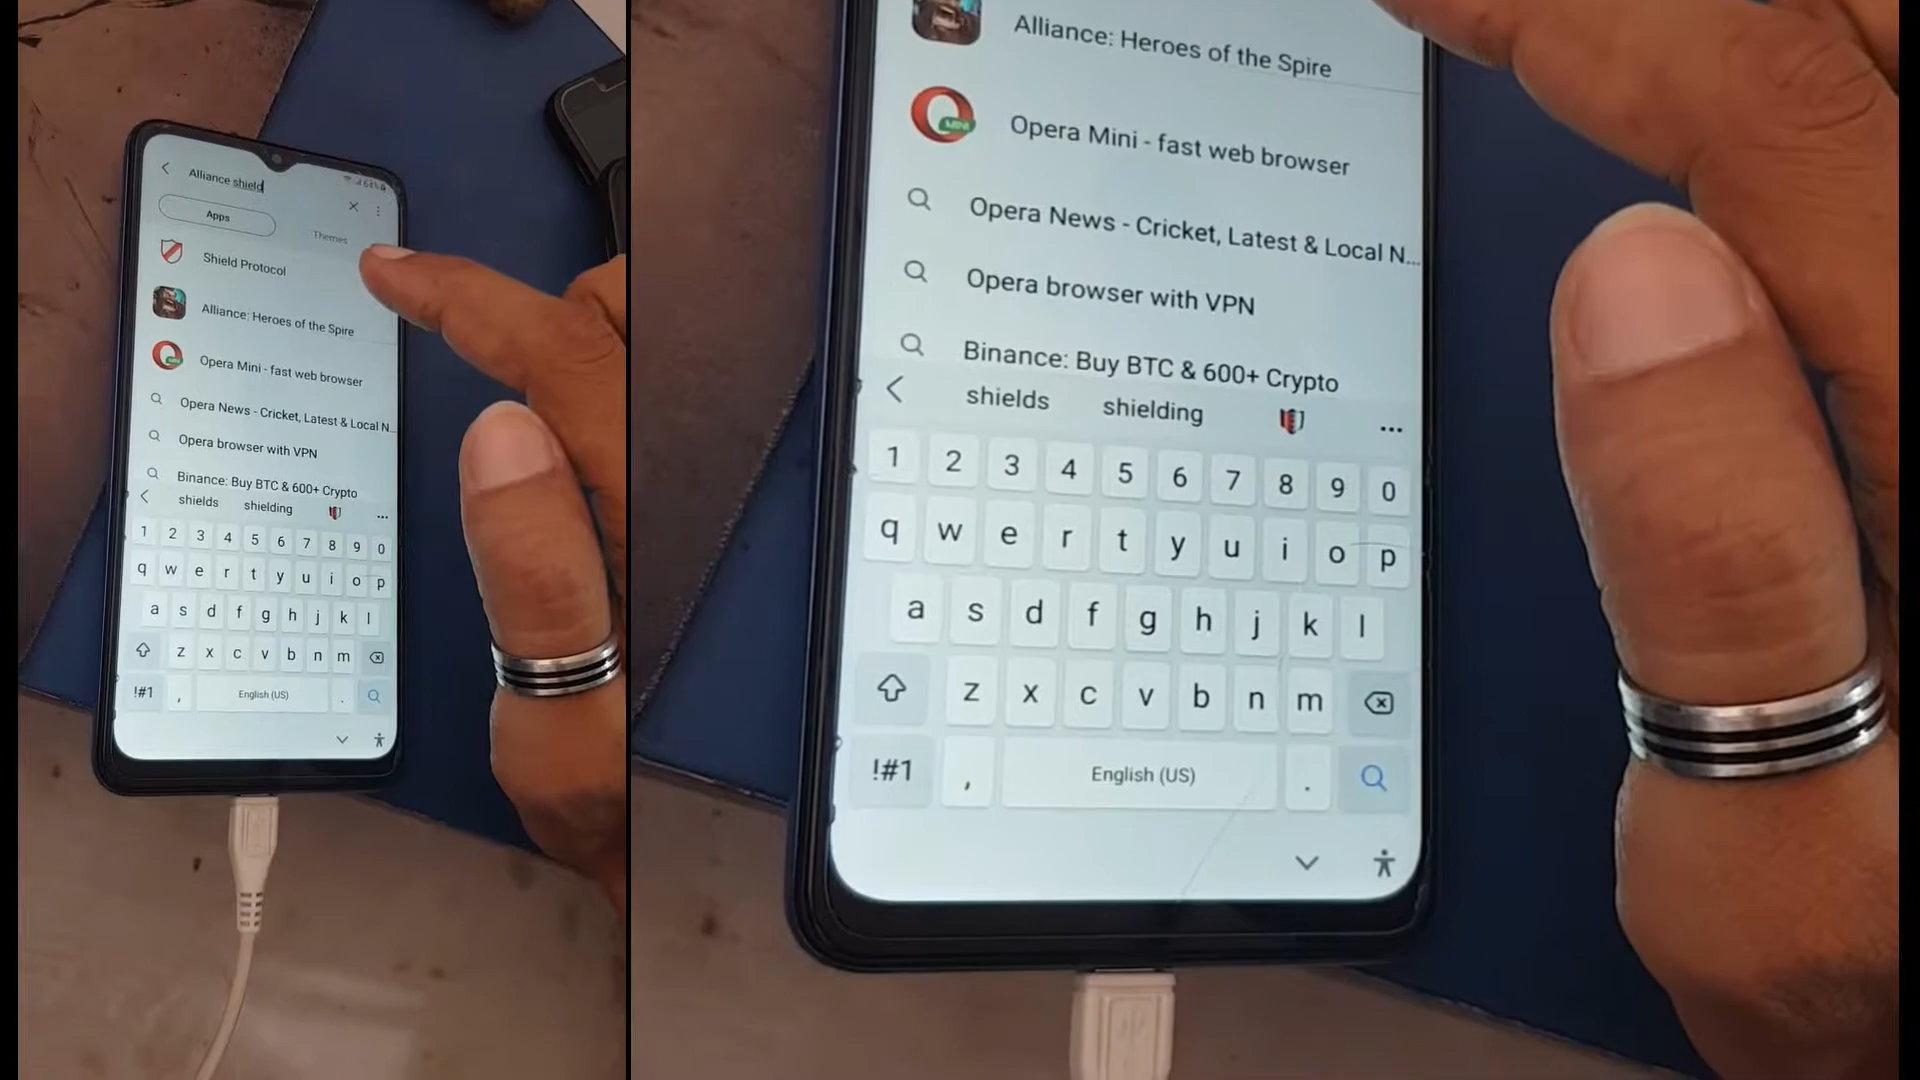 Alliance shield
64%
Apps
Themes
Shield Protocol
Alliance: Heroes of the Spire
Opera Mini - fast web browser
Opera News - Cricket, Latest & Local N...
Opera browser with VPN
Binance: Buy BTC & 600+ Crypto
shields shielding
1 2 3 4 5 6 7 8 9 0
q w e r t y u i o p
a s d f g h j k l
z x c v b n m
!#1 , English (US) .
Alliance: Heroes of the Spire
MINI
Opera Mini - fast web browser
Opera News - Cricket, Latest & Local N...
Opera browser with VPN
Binance: Buy BTC & 600+ Crypto
shields shielding
1 2 3 4 5 6 7 8 9 0
q w e r t y u i o p
a s d f g h j k l
z x c v b n m
!#1 , English (US) .